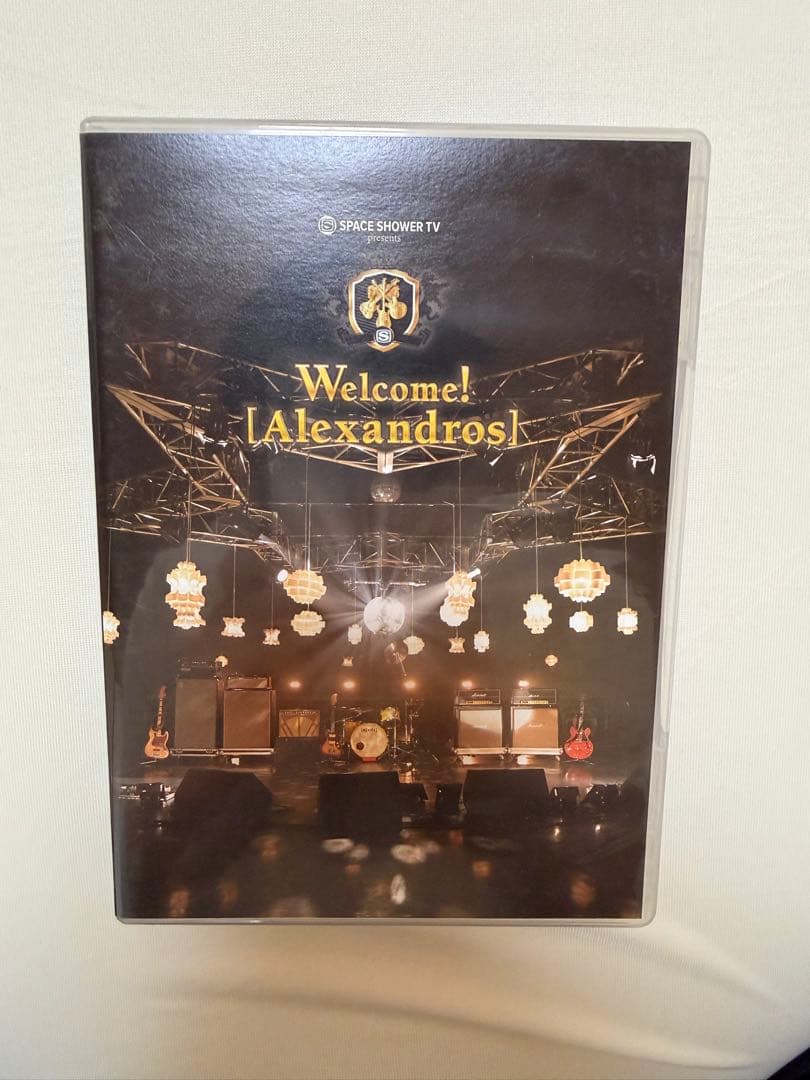 S SPACE SHOWER TV
presents
S
Welcome!
[Alexandros]